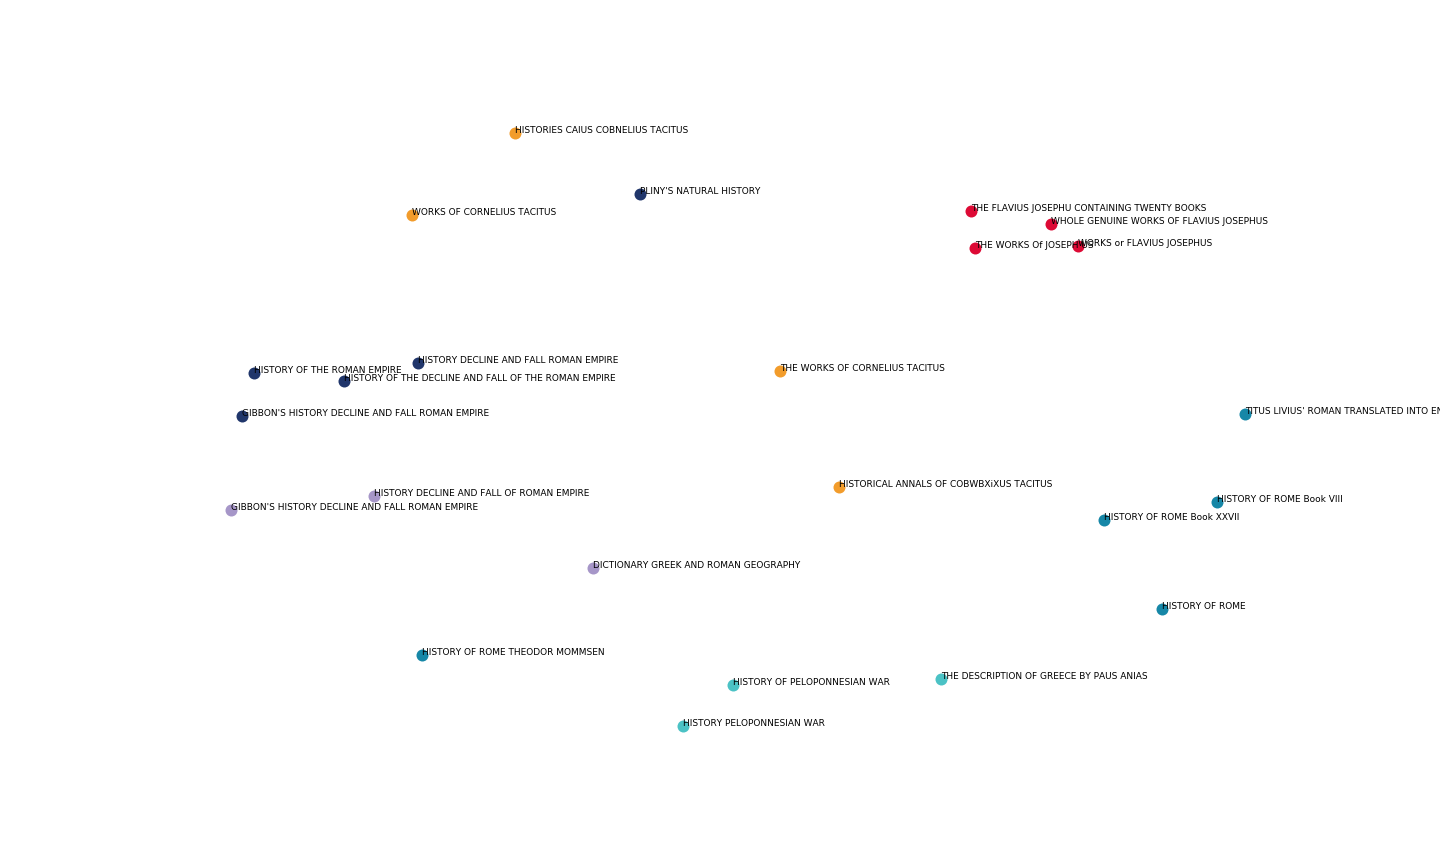 HISTORIES CAIUS COBNELIUS TACITUS
PLINY'S NATURAL HISTORY
WORKS OF CORNELIUS TACITUS
THE FLAVIUS JOSEPHU CONTAINING TWENTY BOOKS
WHOLE GENUINE WORKS OF FLAVIUS JOSEPHUS
THE WORKS Of JOSEPHUS
WORKS or FLAVIUS JOSEPHUS
HISTORY DECLINE AND FALL ROMAN EMPIRE
HISTORY OF THE ROMAN EMPIRE
HISTORY OF THE DECLINE AND FALL OF THE ROMAN EMPIRE
THE WORKS OF CORNELIUS TACITUS
GIBBON'S HISTORY DECLINE AND FALL ROMAN EMPIRE
TITUS LIVIUS' ROMAN TRANSLATED INTO
HISTORICAL ANNALS OF COBWBXiXUS TACITUS
HISTORY DECLINE AND FALL OF ROMAN EMPIRE
HISTORY OF ROME Book VIII
GIBBON'S HISTORY DECLINE AND FALL ROMAN EMPIRE
HISTORY OF ROME Book XXVII
DICTIONARY GREEK AND ROMAN GEOGRAPHY
HISTORY OF ROME
HISTORY OF ROME THEODOR MOMMSEN
HISTORY OF PELOPONNESIAN WAR
THE DESCRIPTION OF GREECE BY PAUS ANIAS
HISTORY PELOPONNESIAN WAR